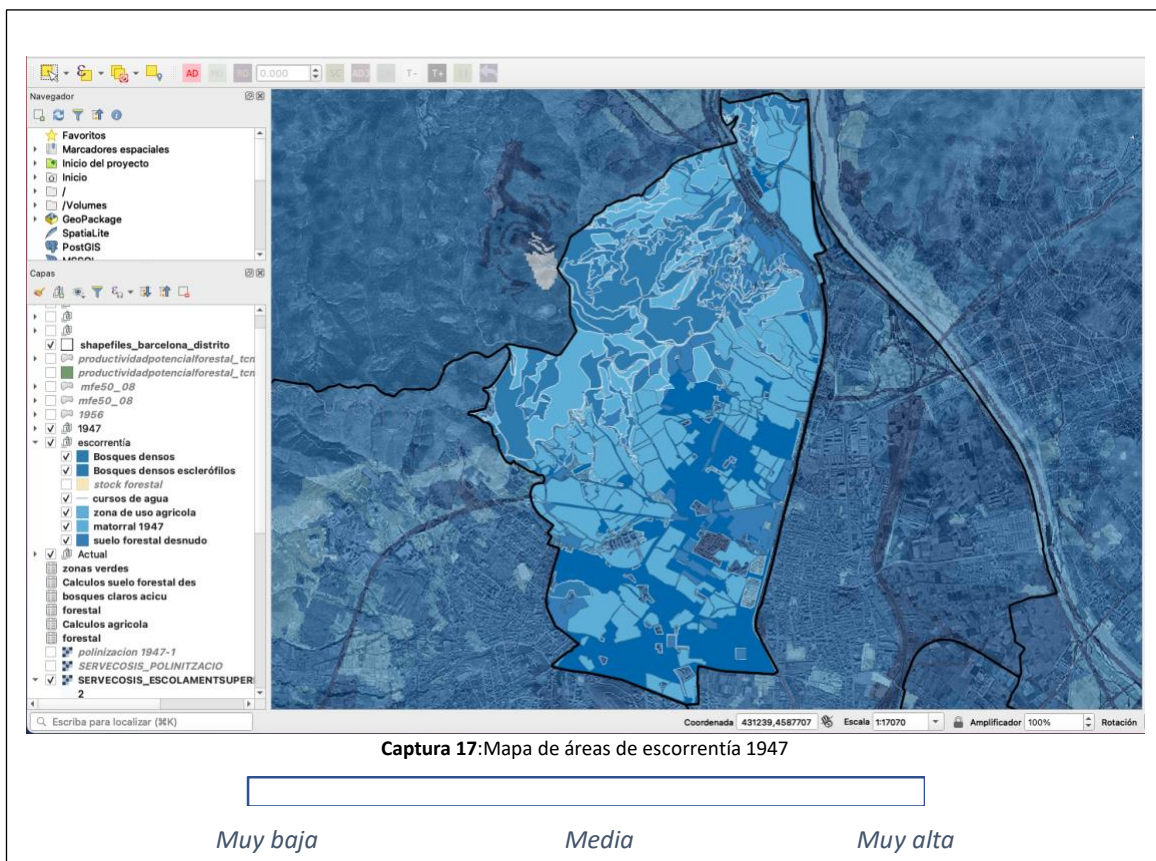 AD
0.000
T-
T+
Navegador
Favoritos
Marcadores espaciales
Inicio del proyecto
Inicio
/
/Volumes
GeoPackage
SpatiaLite
PostGIS
MSSQL
Capas
shapefiles_barcelona_distrito
productividadpotencialforestal_tcn
productividadpotencialforestal_tcn
mfe50_08
mfe50_08
1956
1947
escorrentía
Bosques densos
Bosques densos esclerófilos
stock forestal
cursos de agua
zona de uso agricola
matorral 1947
suelo forestal desnudo
Actual
zonas verdes
Calculos suelo forestal des
bosques claros acicu
forestal
Calculos agricola
forestal
polinizacion 1947-1
SERVECOSIS_POLINITZACIO
SERVECOSIS_ESCOLAMENTSUPER
2
Escriba para localizar (⌘K)
Coordenada 431239,4587707 Escala 1:17070 Amplificador 100% Rotación
Captura 17:Mapa de áreas de escorrentía 1947
Muy baja Media Muy alta